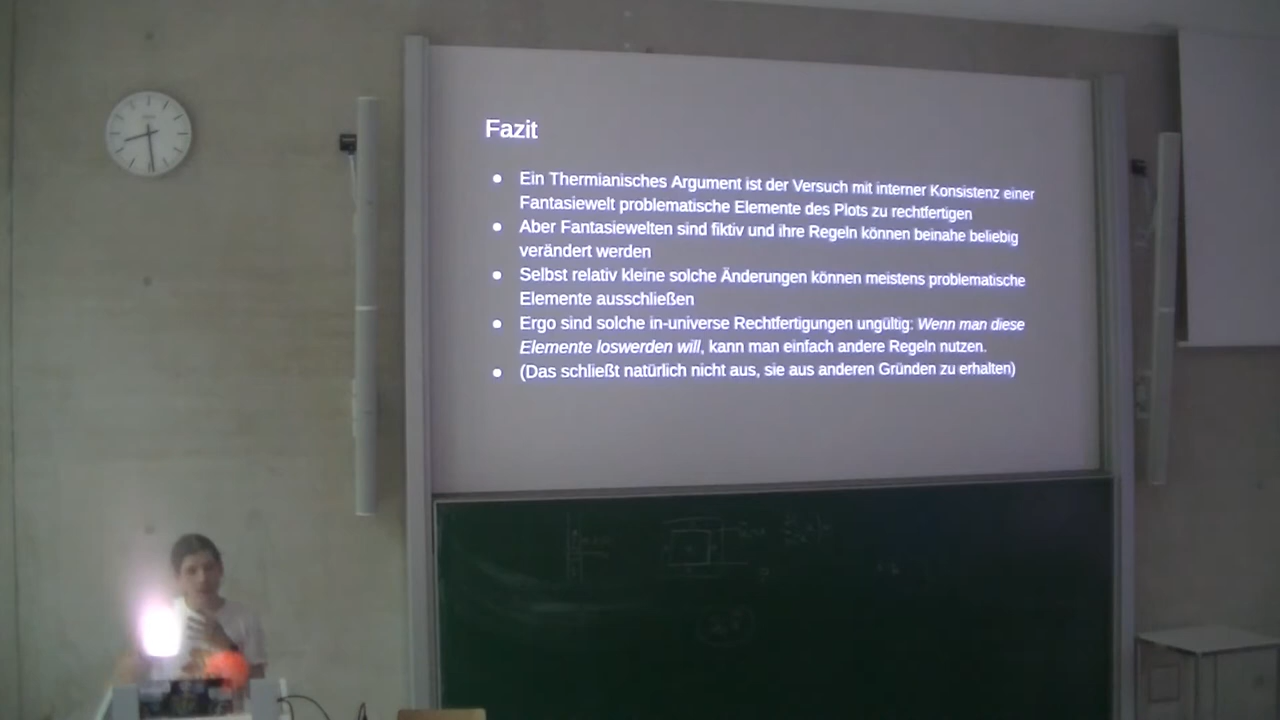 Fazit
● Ein Thermianisches Argument ist der Versuch mit interner Konsistenz einer
Fantasiewelt problematische Elemente des Plots zu rechtfertigen
● Aber Fantasiewelten sind fiktiv und ihre Regeln können beinahe beliebig
verändert werden
● Selbst relativ kleine solche Änderungen können meistens problematische
Elemente ausschließen
● Ergo sind solche in-universe Rechtfertigungen ungültig: Wenn man diese
Elemente loswerden will, kann man einfach andere Regeln nutzen.
● (Das schließt natürlich nicht aus, sie aus anderen Gründen zu erhalten)